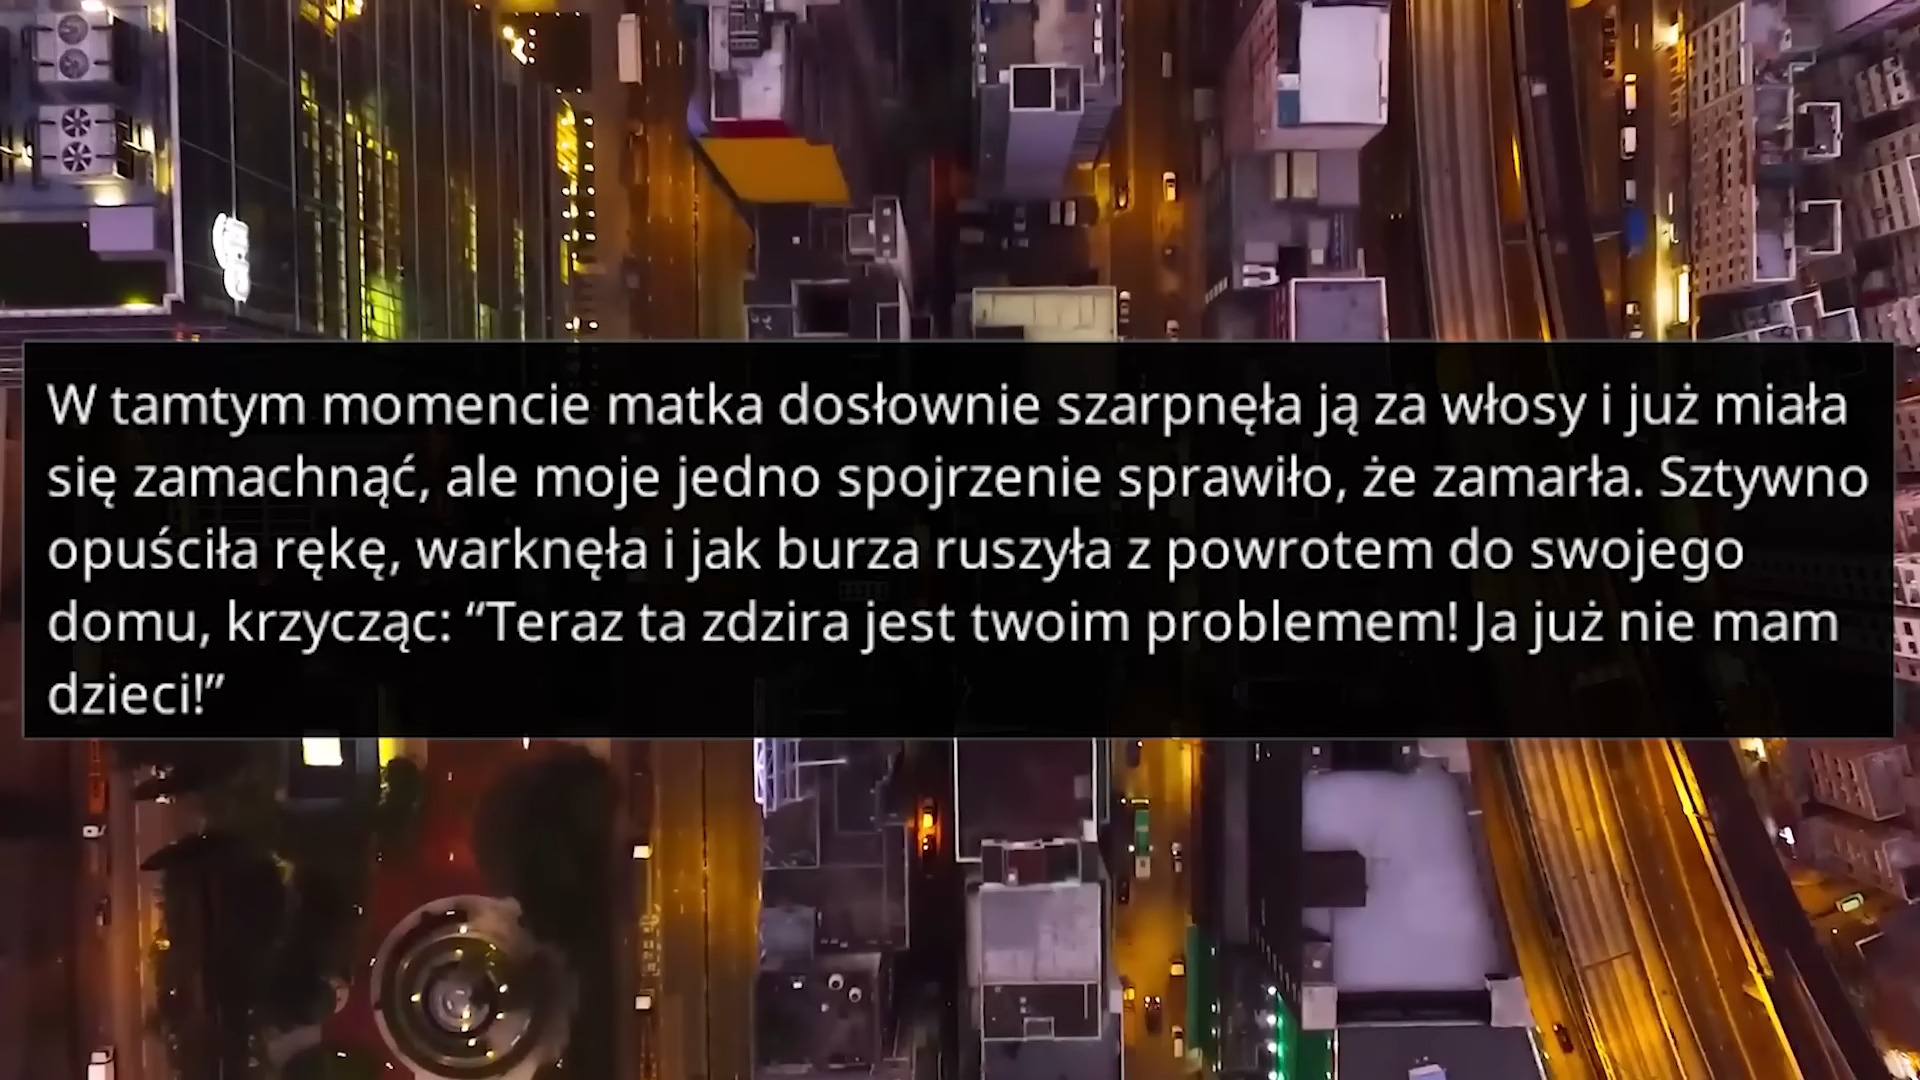 W tamtym momencie matka dosłownie szarpnęła ją za włosy i już miała
się zamachnąć, ale moje jedno spojrzenie sprawiło, że zamarła. Sztywno
opuściła rękę, warknęła i jak burza ruszyła z powrotem do swojego
domu, krzycząc: “Teraz ta zdzira jest twoim problemem! Ja już nie mam
dzieci!”